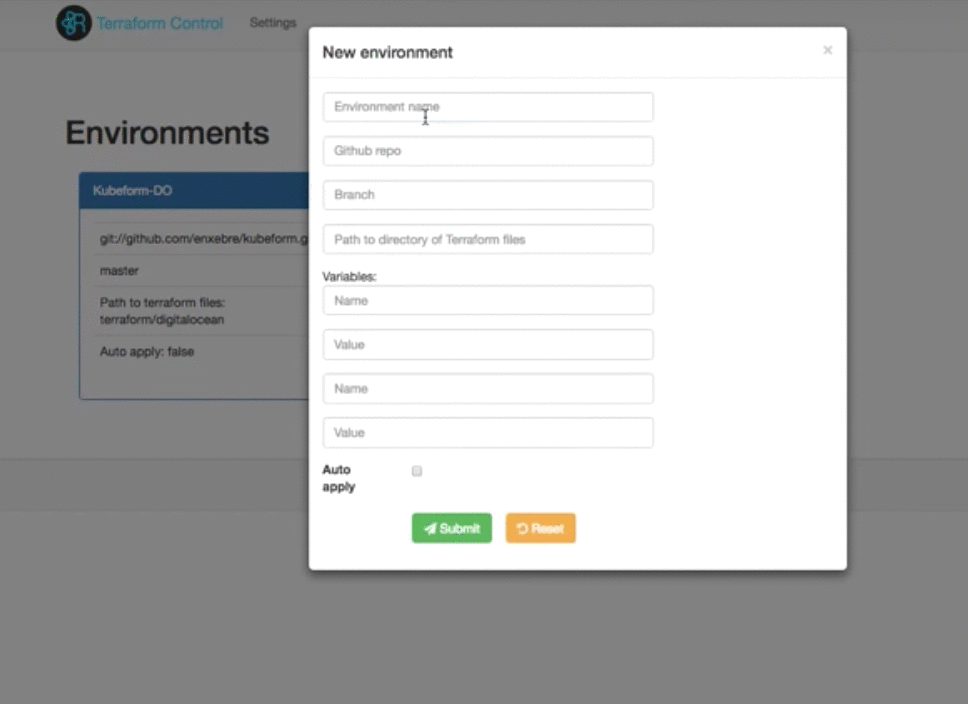 Terraform Control
Settings
New environment
×
Environment name
Environments
Github repo
Kubeform-DO
Branch
git://github.com/enxebre/kubeform.g
Path to directory of Terraform files
master
Variables:
Path to terraform files:
Name
terraform/digitalocean
Value
Auto apply: false
Name
Value
Auto
apply
Submit
Reset